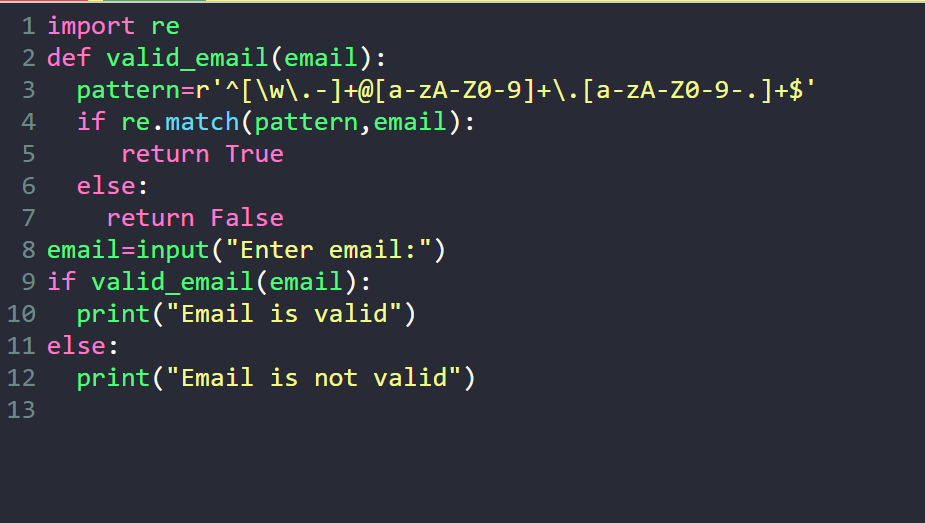 1 import re
2 def valid_email(email):
3   pattern=r'^[\w\.-]+@[a-zA-Z0-9]+\.[a-zA-Z0-9-.]+$'
4   if re.match(pattern,email):
5      return True
6   else:
7     return False
8 email=input("Enter email:")
9 if valid_email(email):
10   print("Email is valid")
11 else:
12   print("Email is not valid")
13